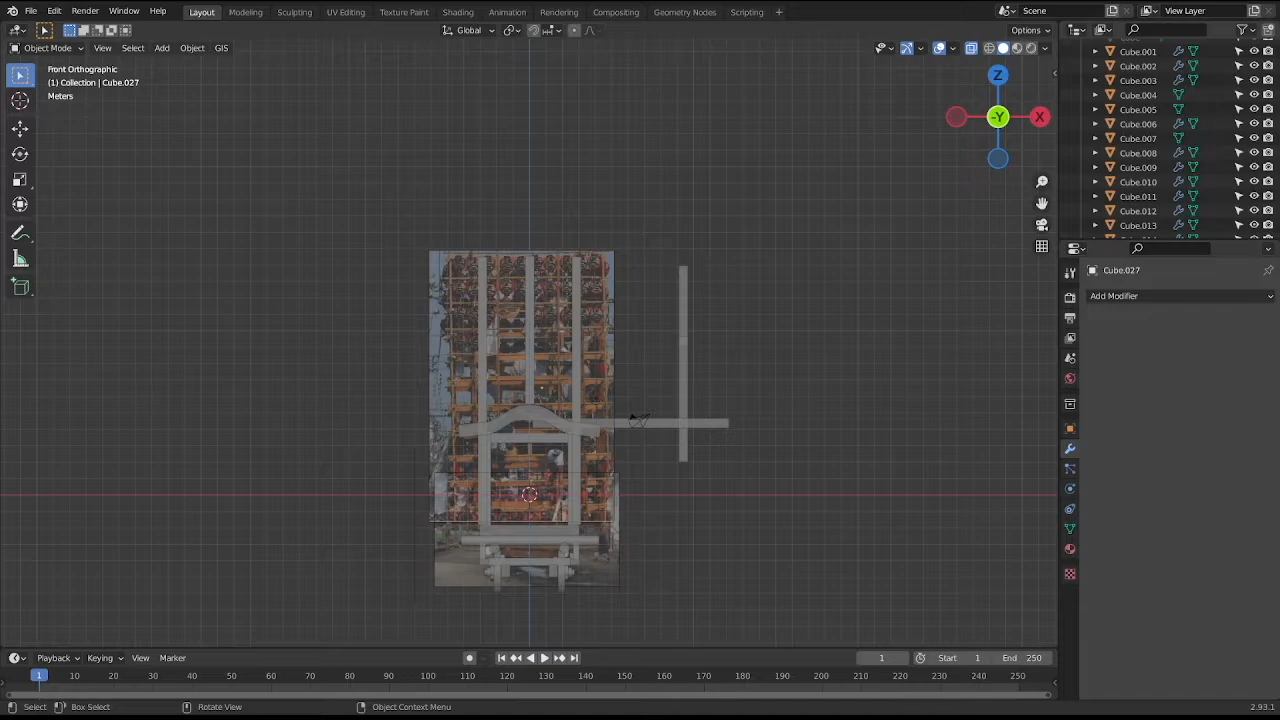 File Edit Render Window Help Layout Modeling Sculpting UV Editing Texture Paint Shading Animation Rendering Compositing Geometry Nodes Scripting + Scene View Layer
Global Options
Object Mode View Select Add Object GIS
Front Orthographic
(1) Collection | Cube.027
Meters
Z
-Y
X
Cube.001
Cube.002
Cube.003
Cube.004
Cube.005
Cube.006
Cube.007
Cube.008
Cube.009
Cube.010
Cube.011
Cube.012
Cube.013
Cube.027
Add Modifier
Playback Keying View Marker 1 Start 1 End 250
1 10 20 30 40 50 60 70 80 90 100 110 120 130 140 150 160 170 180 190 200 210 220 230 240 250
Select Box Select Rotate View Object Context Menu 2.93.1